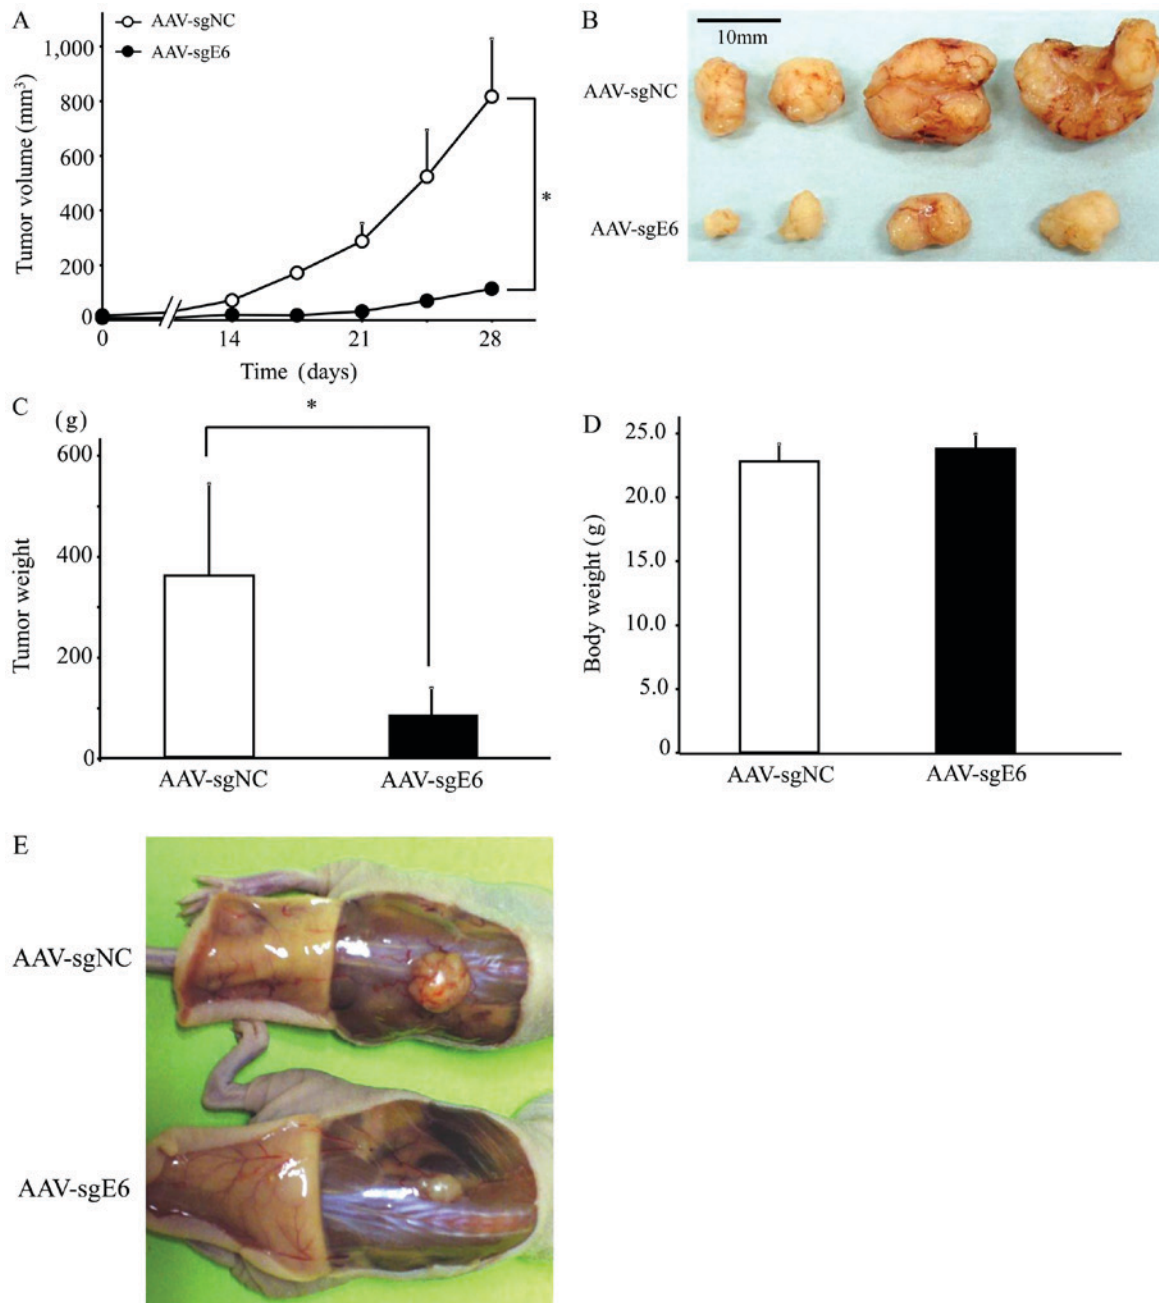 A
AAV-sgNC
AAV-sgE6
Tumor volume (mm³)
1,000
800
600
400
200
0
*
0
14
21
28
Time (days)
B
10mm
AAV-sgNC
AAV-sgE6
C
(g)
Tumor weight
600
400
200
0
*
AAV-sgNC
AAV-sgE6
D
Body weight (g)
25.0
20.0
15.0
10.0
5.0
0
AAV-sgNC
AAV-sgE6
E
AAV-sgNC
AAV-sgE6